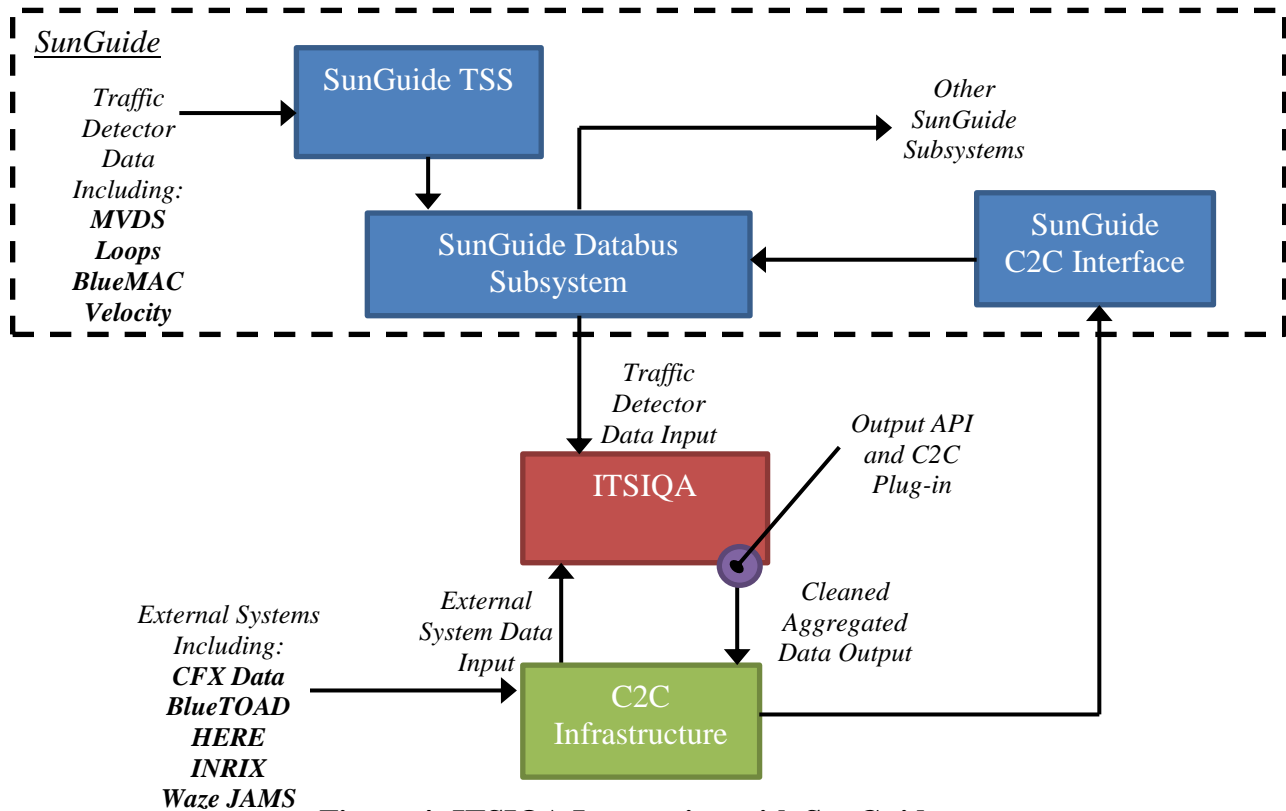 SunGuide
Traffic
Detector
Data
Including:
MVDS
Loops
BlueMAC
Velocity
SunGuide TSS
Other
SunGuide
Subsystems
SunGuide Databus
Subsystem
SunGuide
C2C Interface
Traffic
Detector
Data Input
Output API
and C2C
Plug-in
ITSIQA
External Systems
Including:
CFX Data
BlueTOAD
HERE
INRIX
Waze JAMS
External
System Data
Input
Cleaned
Aggregated
Data Output
C2C
Infrastructure